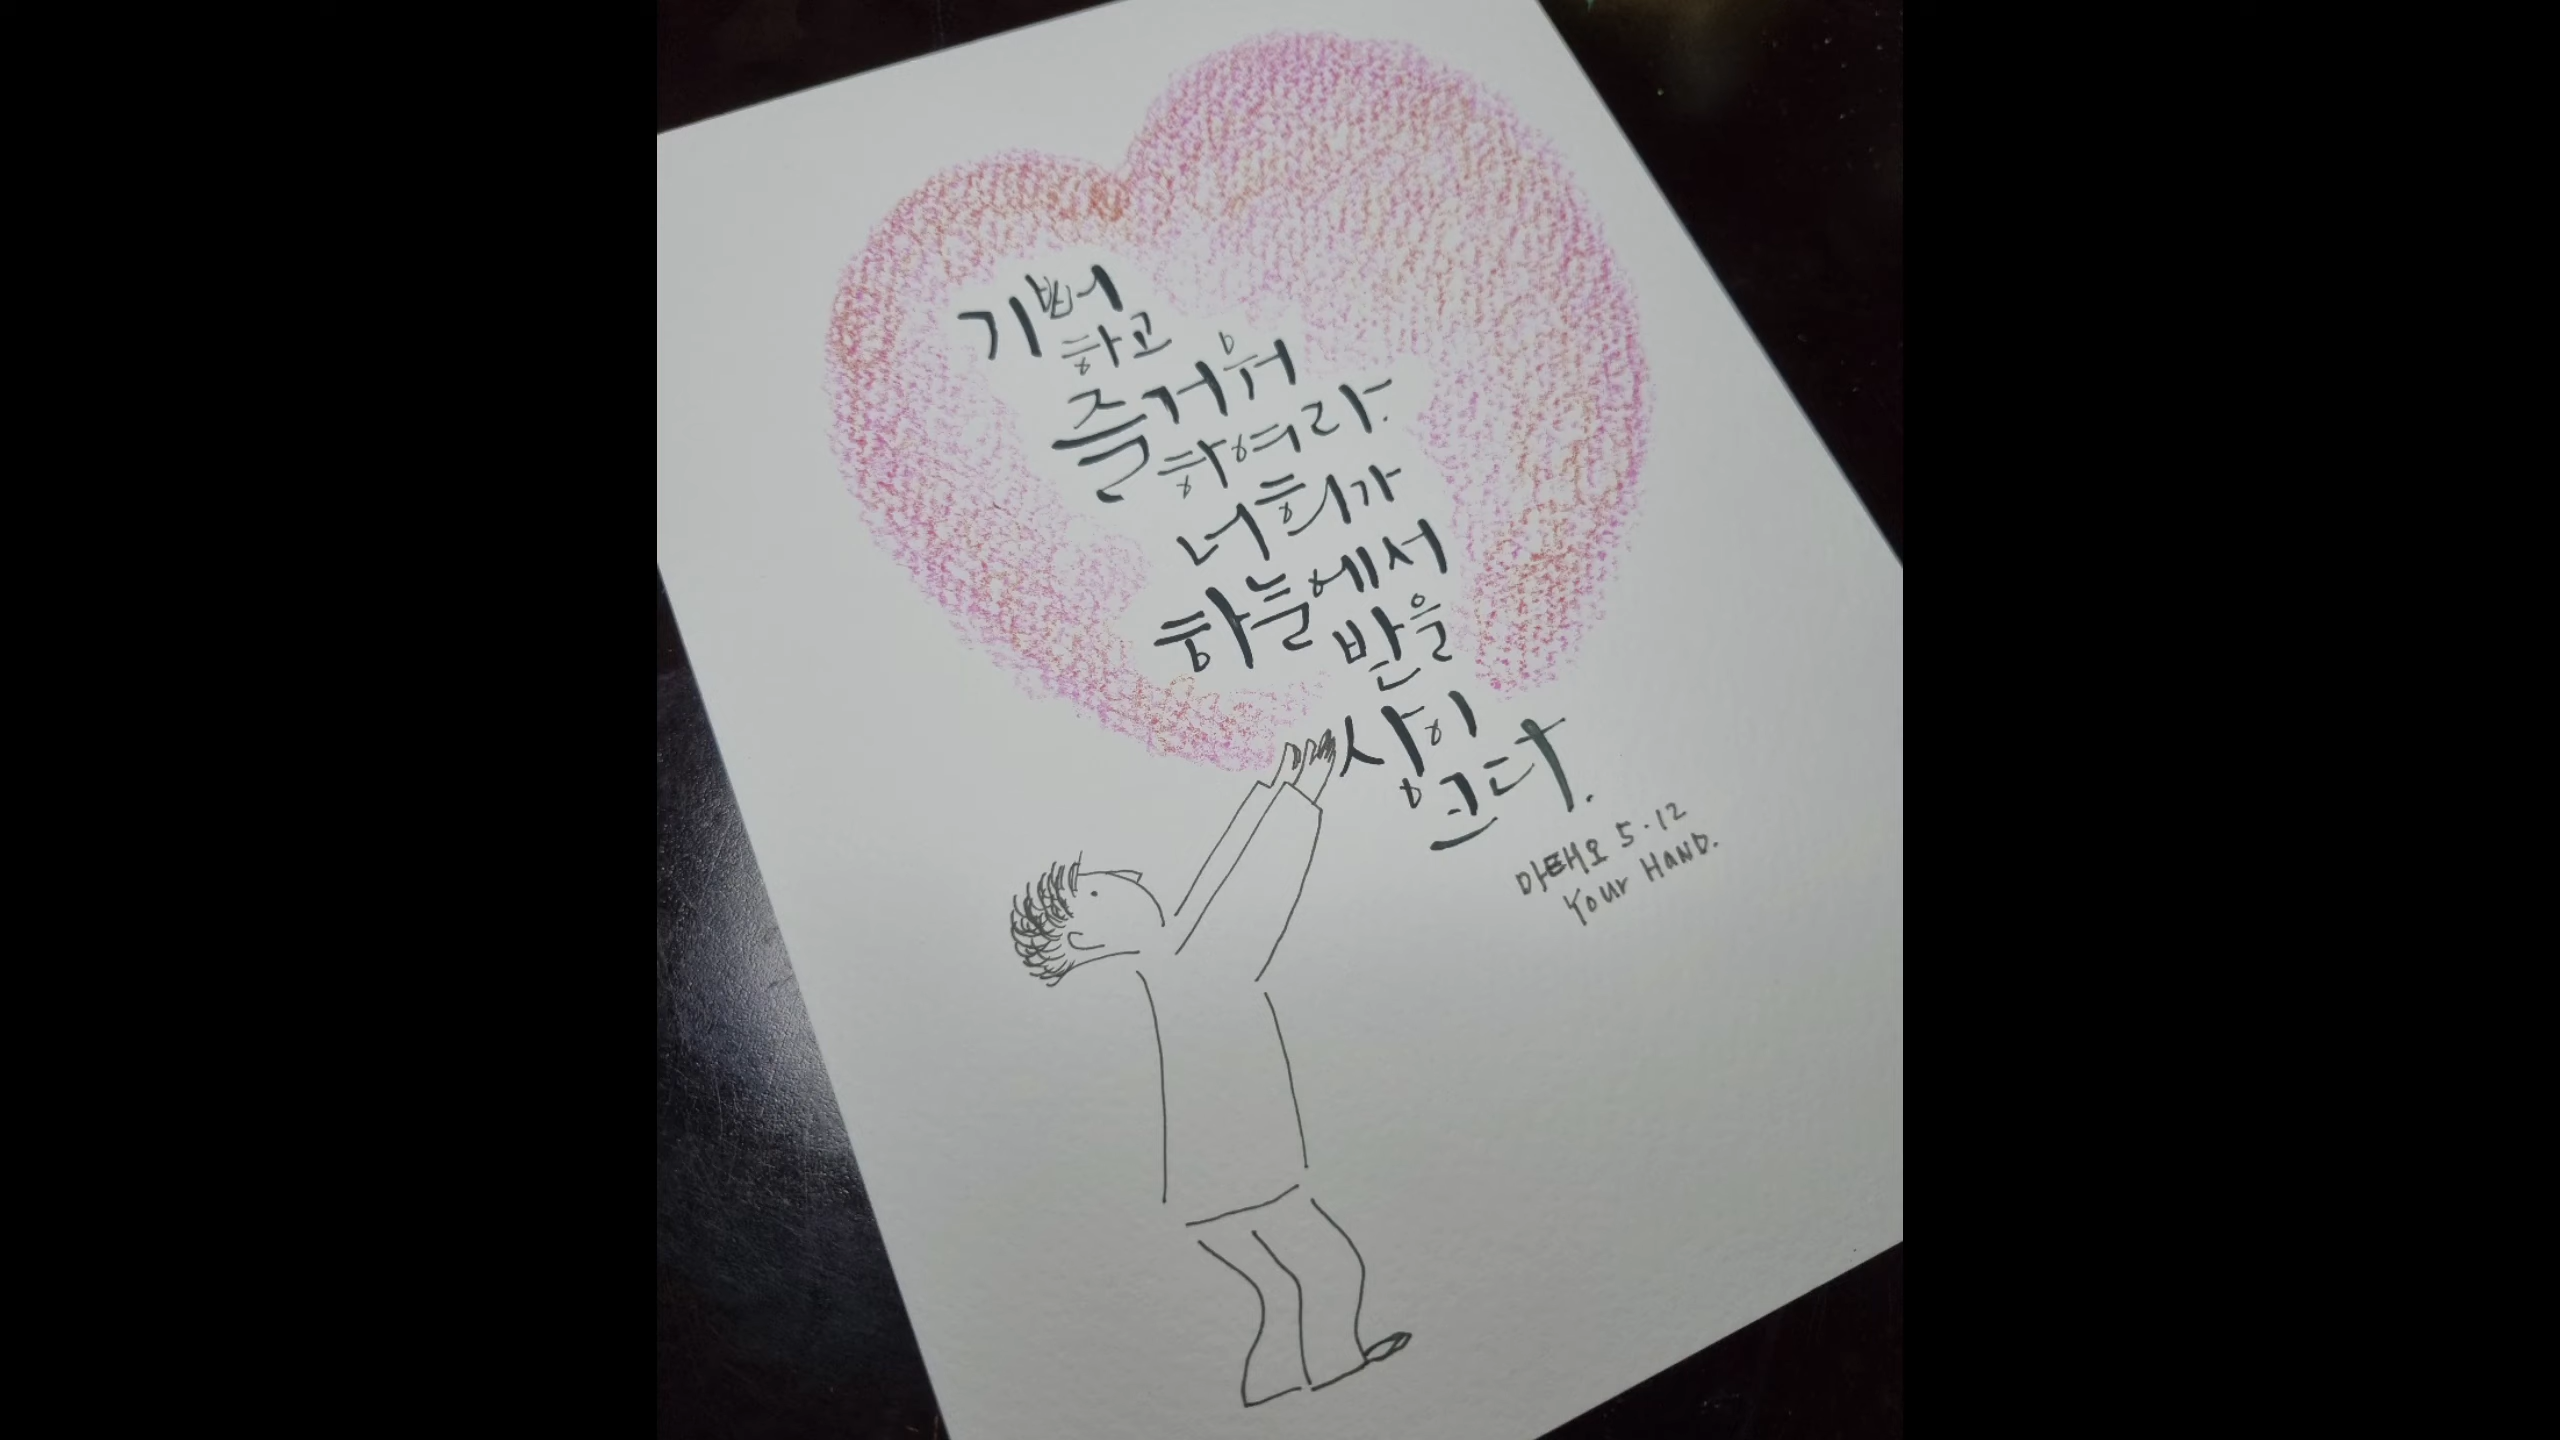 기뻐
하고
즐거워
하여라.
너희가
하늘에서
받을
상이
크다.
마태오 5.12
Your HAND.